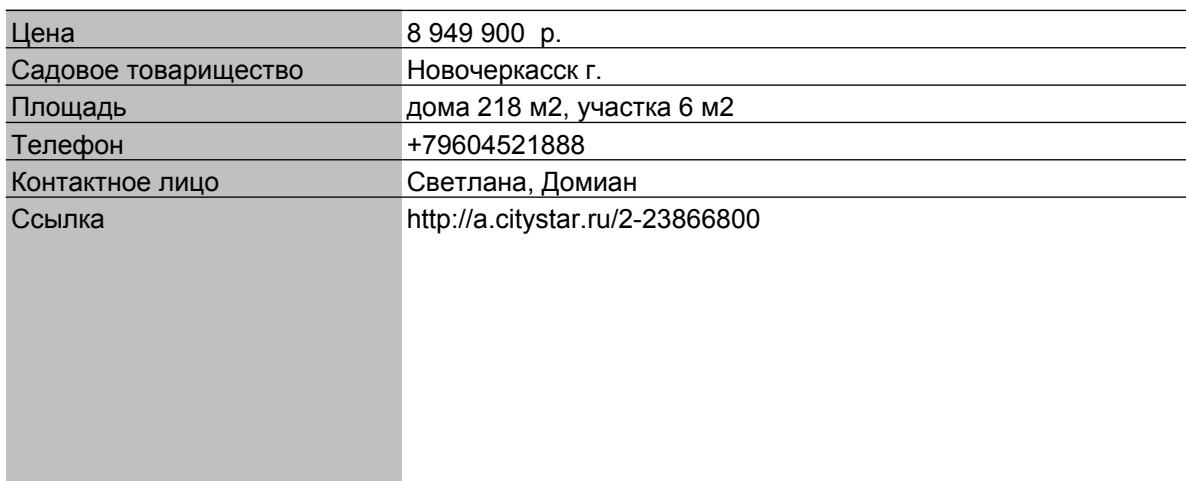 Цена 8 949 900 р.
Садовое товарищество Новочеркасск г.
Площадь дома 218 м2, участка 6 м2
Телефон +79604521888
Контактное лицо Светлана, Домиан
Ссылка http://a.citystar.ru/2-23866800